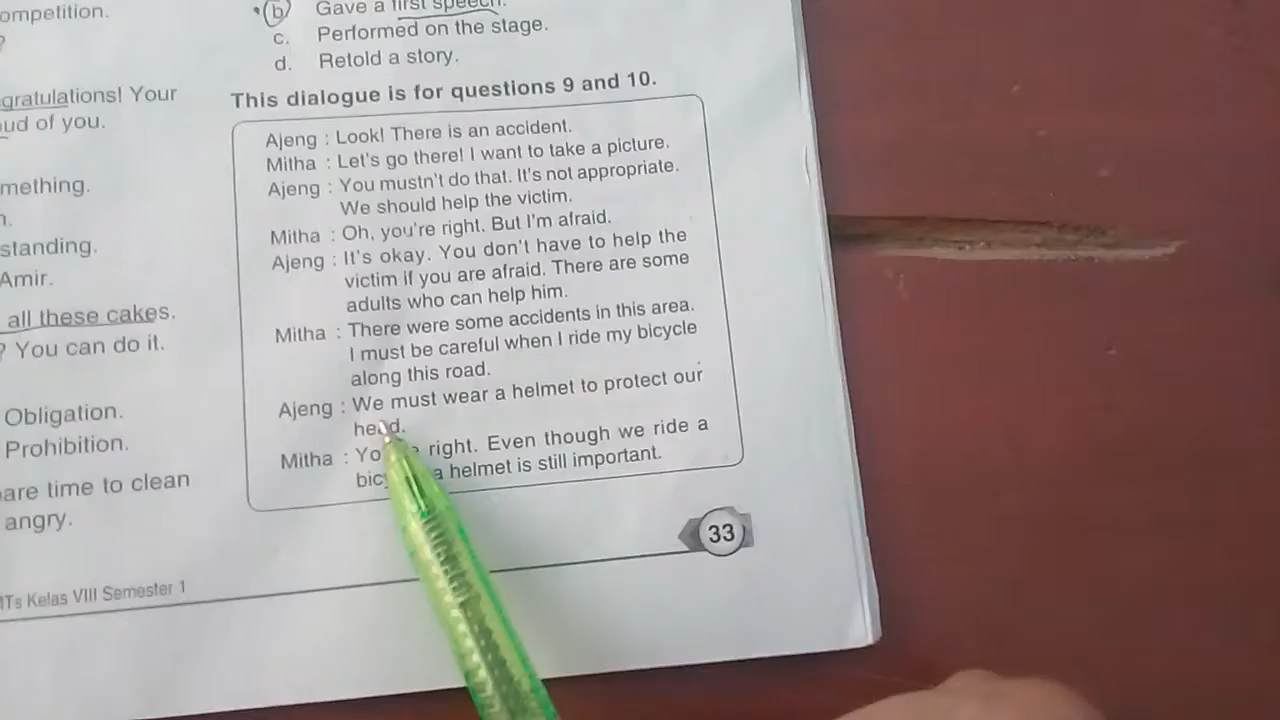 ompetition.
?
gratulations! Your
ud of you.
mething.
n.
standing.
Amir.
all these cakes.
? You can do it.
Obligation.
Prohibition.
are time to clean
angry.
MTs Kelas VIII Semester 1
b Gave a first speech.
c. Performed on the stage.
d. Retold a story.
This dialogue is for questions 9 and 10.
Ajeng : Look! There is an accident.
Mitha : Let's go there! I want to take a picture.
Ajeng : You mustn't do that. It's not appropriate.
We should help the victim.
Mitha : Oh, you're right. But I'm afraid.
Ajeng : It's okay. You don't have to help the
victim if you are afraid. There are some
adults who can help him.
Mitha : There were some accidents in this area.
I must be careful when I ride my bicycle
along this road.
Ajeng : We must wear a helmet to protect our
head.
Mitha : right. Even though we ride a
a helmet is still important.
33